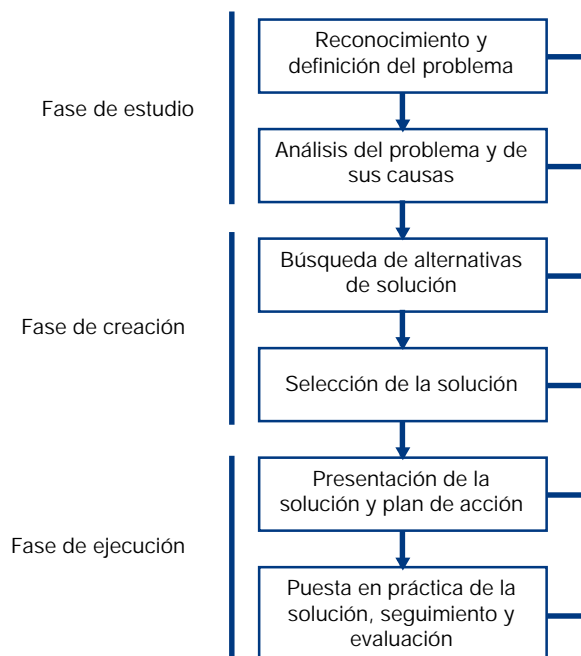 Reconocimiento y
definición del problema
Fase de estudio
Análisis del problema y de
sus causas
Búsqueda de alternativas
de solución
Fase de creación
Selección de la solución
Presentación de la
solución y plan de acción
Fase de ejecución
Puesta en práctica de la
solución, seguimiento y
evaluación